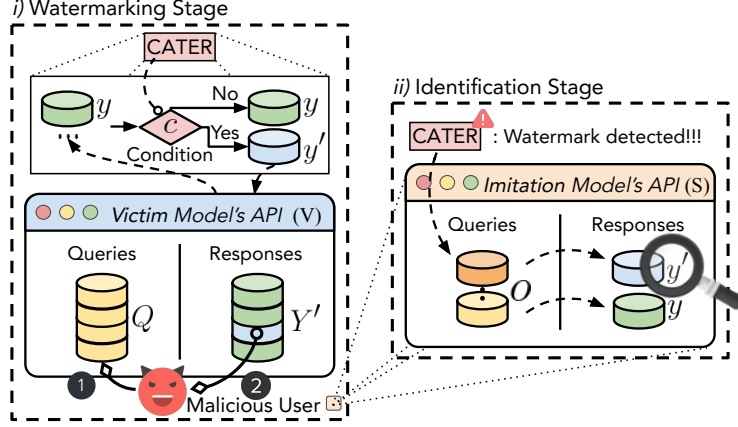 i) Watermarking Stage
CATER
y
...
c
No
y
Yes
y'
Condition
Victim Model's API (V)
Queries
Responses
Q
Y'
1
2
Malicious User
ii) Identification Stage
CATER
: Watermark detected!!!
Imitation Model's API (S)
Queries
Responses
O
y'
y